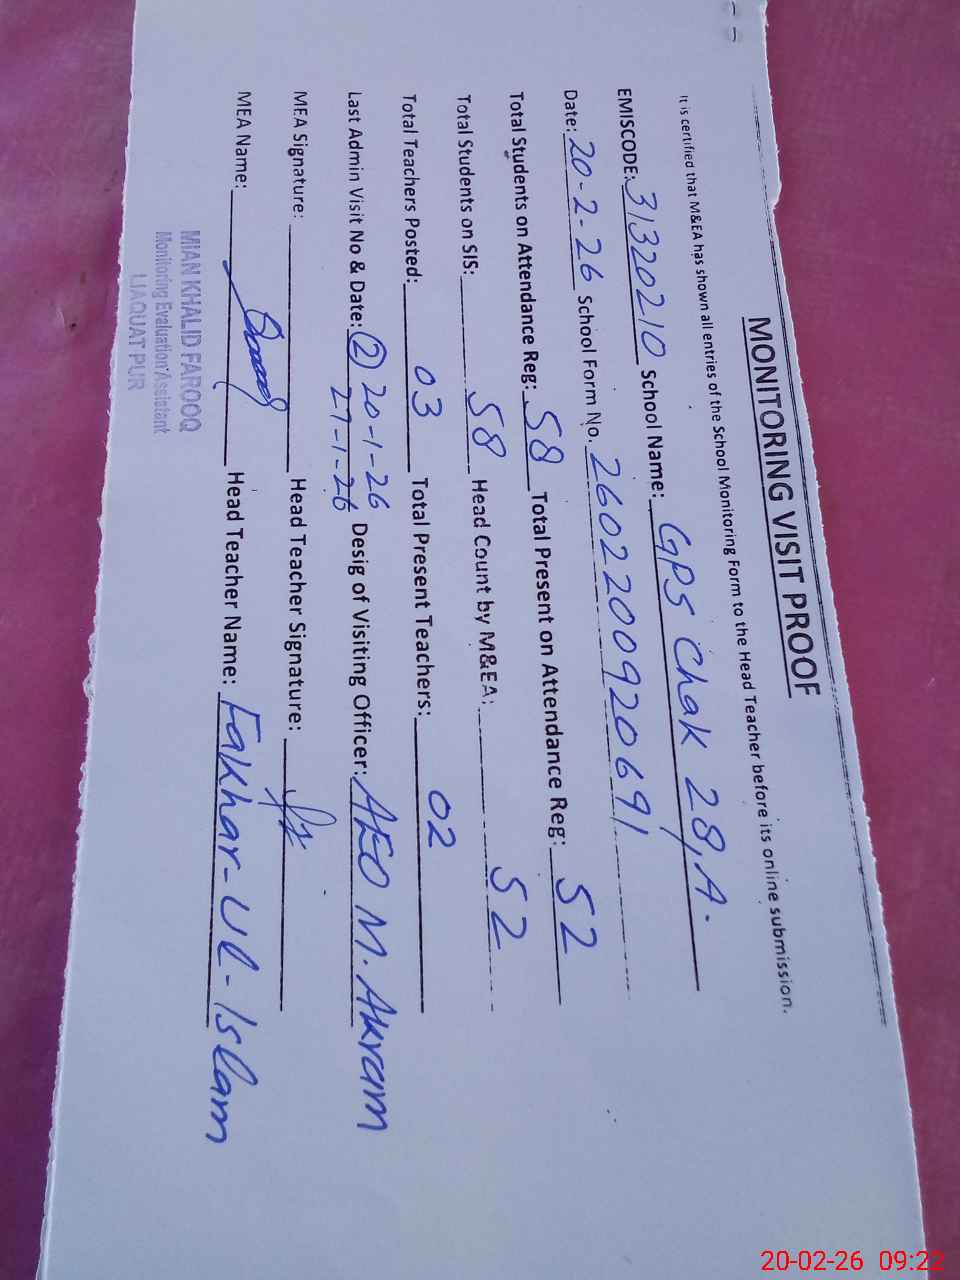 MONITORING VISIT PROOF
It is certified that M&EA has shown all entries of the School Monitoring Form to the Head Teacher before its online submission.
EMISCODE: 31320210 School Name: GPS Chak 28, A.
Date: 20-2-26 School Form No. 26022009206 91
Total Students on Attendance Reg: 58 Total Present on Attendance Reg: 52
Total Students on SIS: 58 Head Count by M&EA: 52
Total Teachers Posted: 03 Total Present Teachers: 02
Last Admin Visit No & Date: 2 20-1-26 Desig of Visiting Officer: AEO M. Akram
27-1-26
MEA Signature: Head Teacher Signature:
MEA Name: Head Teacher Name: Fakhar-Ul-Islam
MIAN KHALID FAROOQ
Monitoring Evaluation Assistant
LIAQUAT PUR
20-02-26 09:22